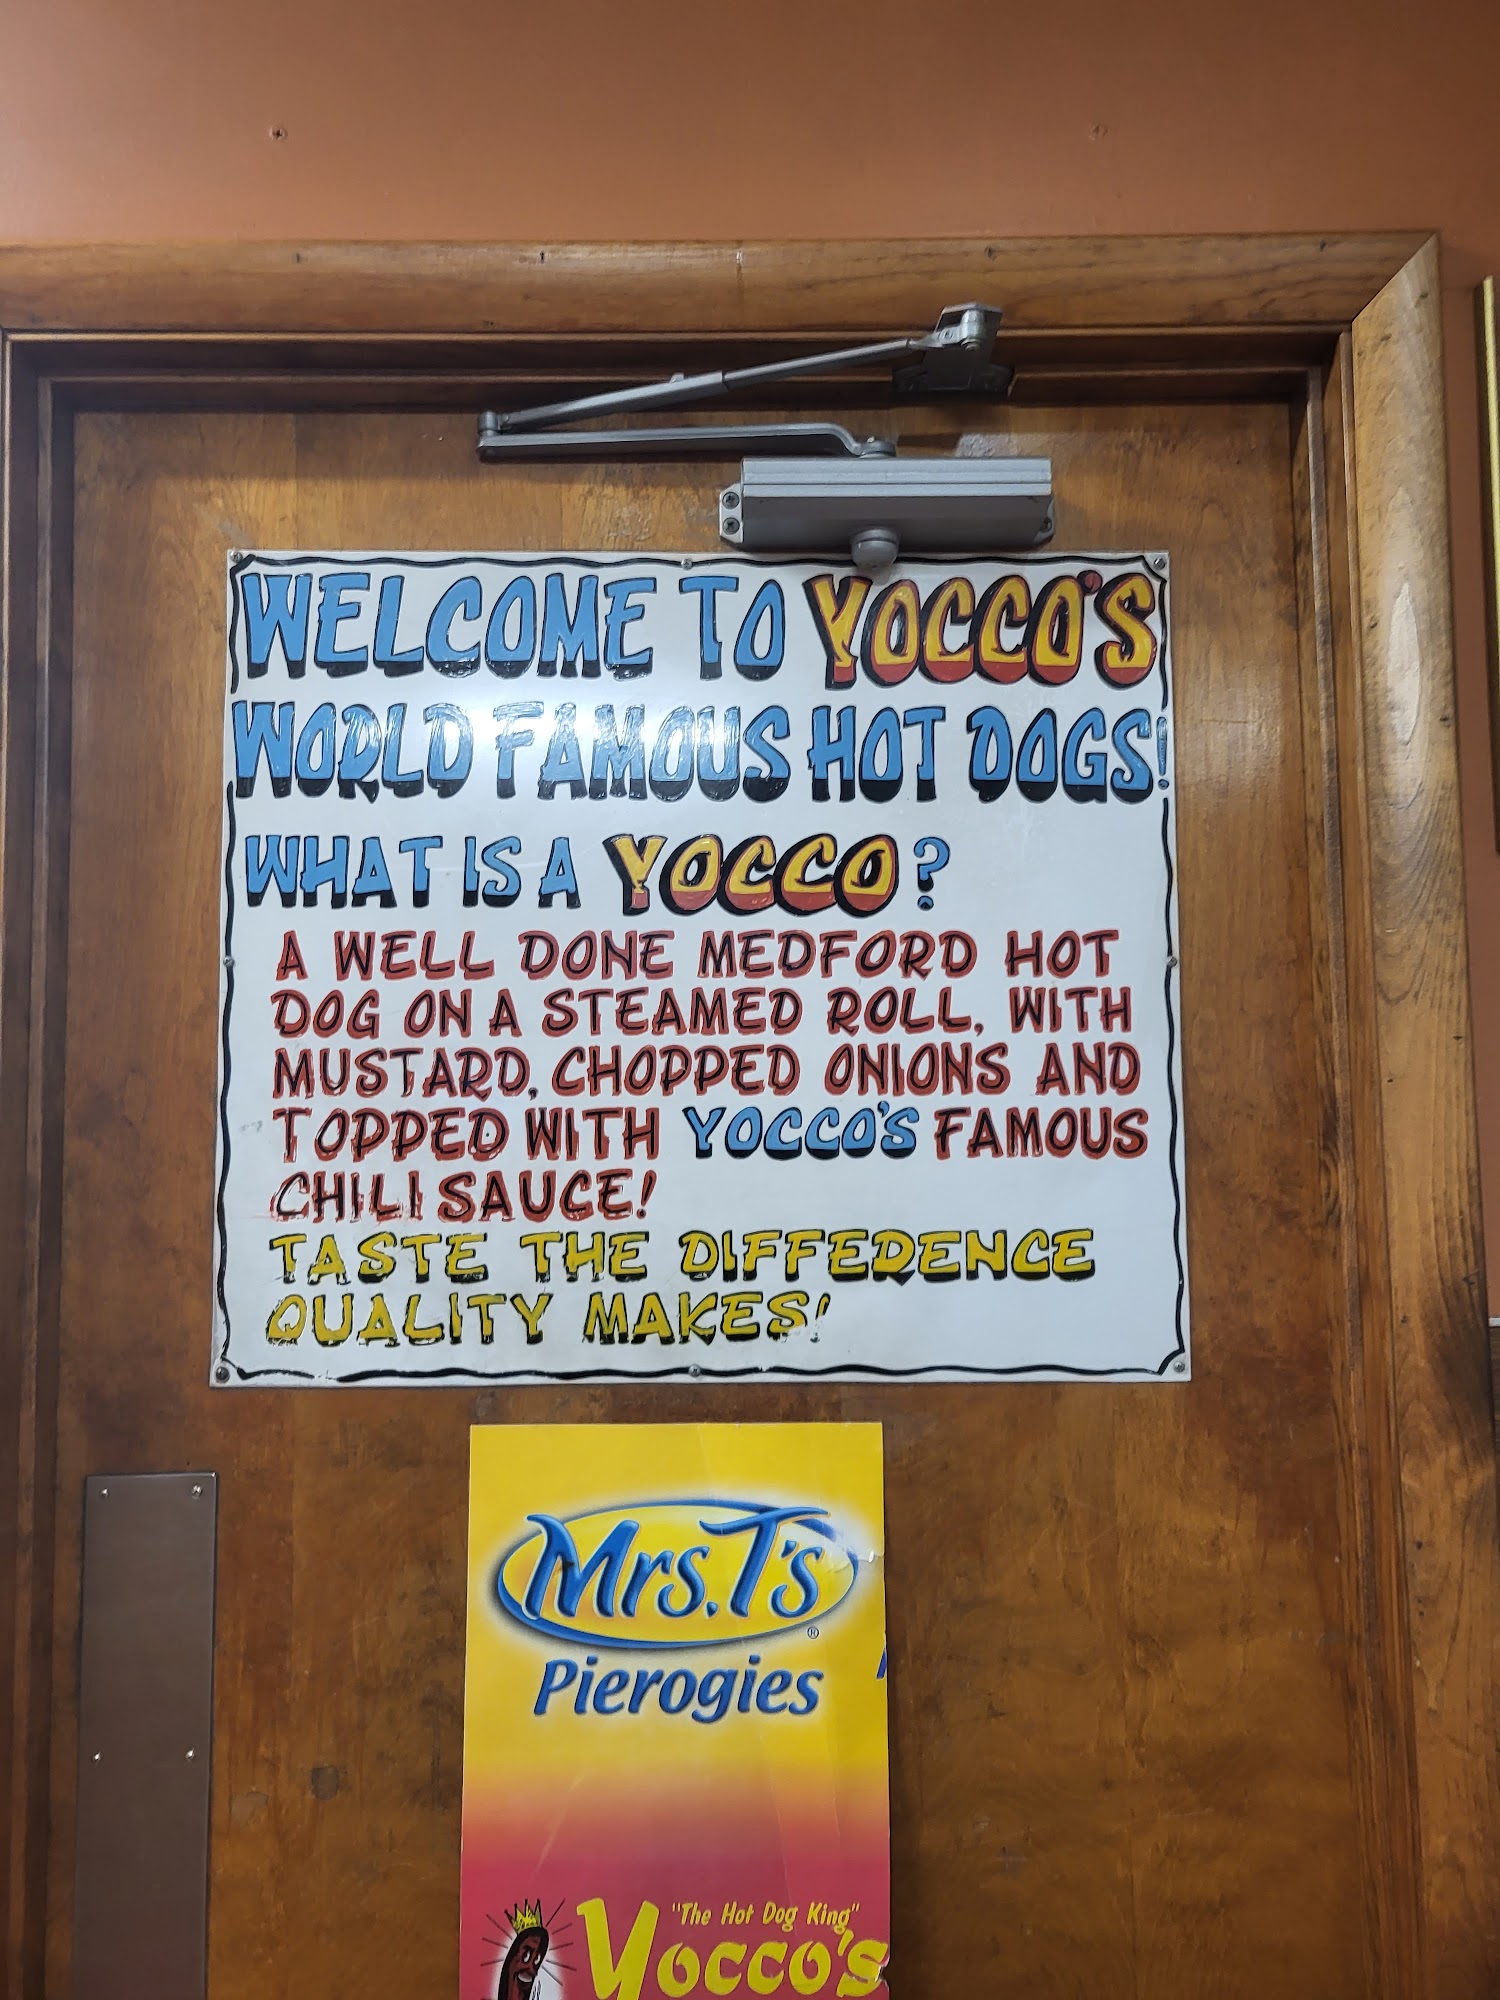 WELCOME TO YOCCO'S
WORLD FAMOUS HOT DOGS!
WHAT IS A YOCCO?
A WELL DONE MEDFORD HOT
DOG ON A STEAMED ROLL, WITH
MUSTARD, CHOPPED ONIONS AND
TOPPED WITH YOCCO'S FAMOUS
CHILI SAUCE!
TASTE THE DIFFERENCE
QUALITY MAKES!
Mrs. T's®
Pierogies
"The Hot Dog King"
Yocco's